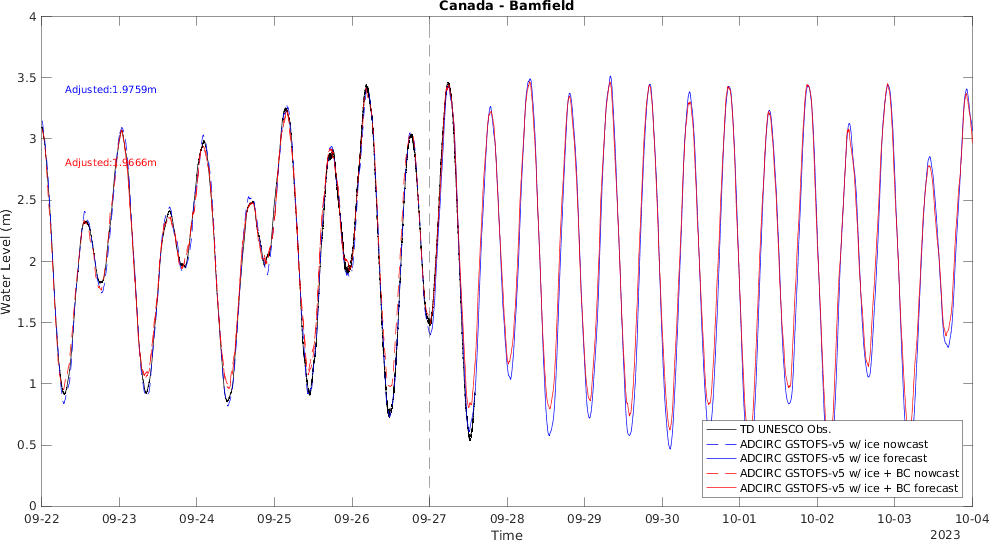 Canada - Bamfield
4
3.5
3
2.5
2
1.5
1
0.5
0
Water Level (m)
Adjusted:1.9759m
Adjusted:1.9666m
TD UNESCO Obs.
ADCIRC GSTOFS-v5 w/ ice nowcast
ADCIRC GSTOFS-v5 w/ ice forecast
ADCIRC GSTOFS-v5 w/ ice + BC nowcast
ADCIRC GSTOFS-v5 w/ ice + BC forecast
09-22 09-23 09-24 09-25 09-26 09-27 09-28 09-29 09-30 10-01 10-02 10-03 10-04
Time
2023